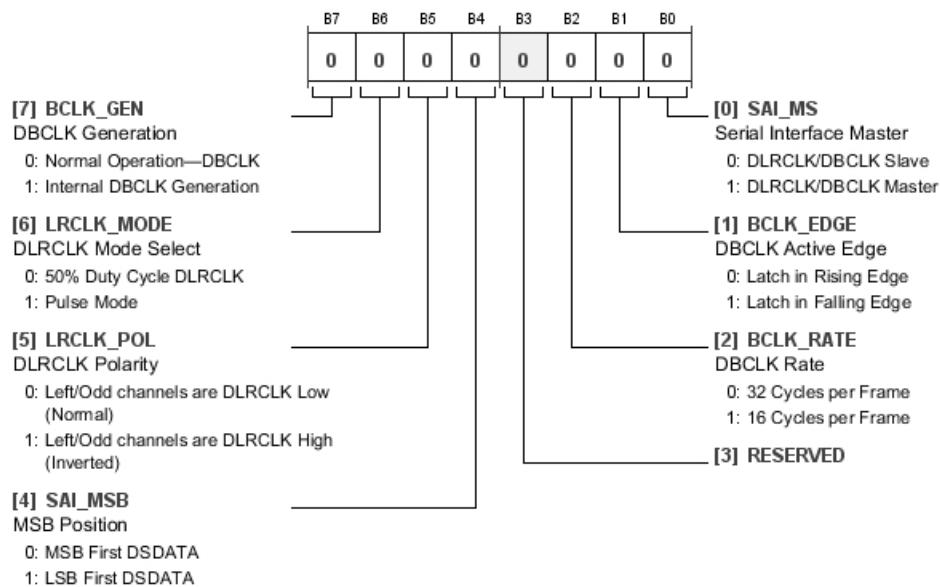 B7 B6 B5 B4 B3 B2 B1 B0
0 0 0 0 0 0 0 0
[7] BCLK_GEN
DBCLK Generation
0: Normal Operation—DBCLK
1: Internal DBCLK Generation
[6] LRCLK_MODE
DLRCLK Mode Select
0: 50% Duty Cycle DLRCLK
1: Pulse Mode
[5] LRCLK_POL
DLRCLK Polarity
0: Left/Odd channels are DLRCLK Low
(Normal)
1: Left/Odd channels are DLRCLK High
(Inverted)
[4] SAI_MSB
MSB Position
0: MSB First DSDATA
1: LSB First DSDATA
[0] SAI_MS
Serial Interface Master
0: DLRCLK/DBCLK Slave
1: DLRCLK/DBCLK Master
[1] BCLK_EDGE
DBCLK Active Edge
0: Latch in Rising Edge
1: Latch in Falling Edge
[2] BCLK_RATE
DBCLK Rate
0: 32 Cycles per Frame
1: 16 Cycles per Frame
[3] RESERVED